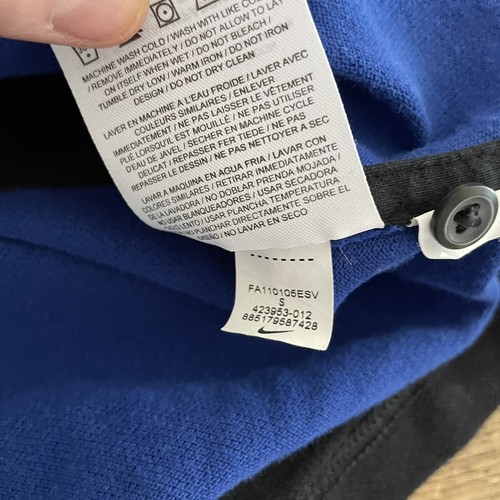 MACHINE WASH COLD / WASH WITH LIKE COLORS
/ REMOVE IMMEDIATELY / DO NOT ALLOW TO LAY
ON ITSELF WHEN WET / DO NOT BLEACH /
TUMBLE DRY LOW / WARM IRON / DO NOT IRON
DESIGN / DO NOT DRY CLEAN
LAVER EN MACHINE A L'EAU FROIDE / LAVER AVEC
COULEURS SIMILAIRES / ENLEVER
IMMEDIATEMENT / NE PAS LAISSER LE VÊTEMENT
PLIÉ LORSQU'IL EST MOUILLÉ / NE PAS UTILISER
D'EAU DE JAVEL / SECHER EN MACHINE CYCLE
DELICAT / REPASSER FER TIEDE / NE PAS
REPASSER LE DESSIN / NE PAS NETTOYER A SEC
LAVAR A MAQUINA EN AGUA FRIA / LAVAR CON
COLORES SIMILARES / RETIRAR INMEDIATAMENTE
DE LA LAVADORA / NO DOBLAR PRENDA MOJADA /
NO USAR BLANQUEADORES / USAR SECADORA
CICLO LENTO / USAR PLANCHA TEMPERATURA
/ NO PLANCHAR DIRECTAMENTE SOBRE EL
DISEÑO / NO LAVAR EN SECO
FA110105ESV
S
423953-012
885179587428